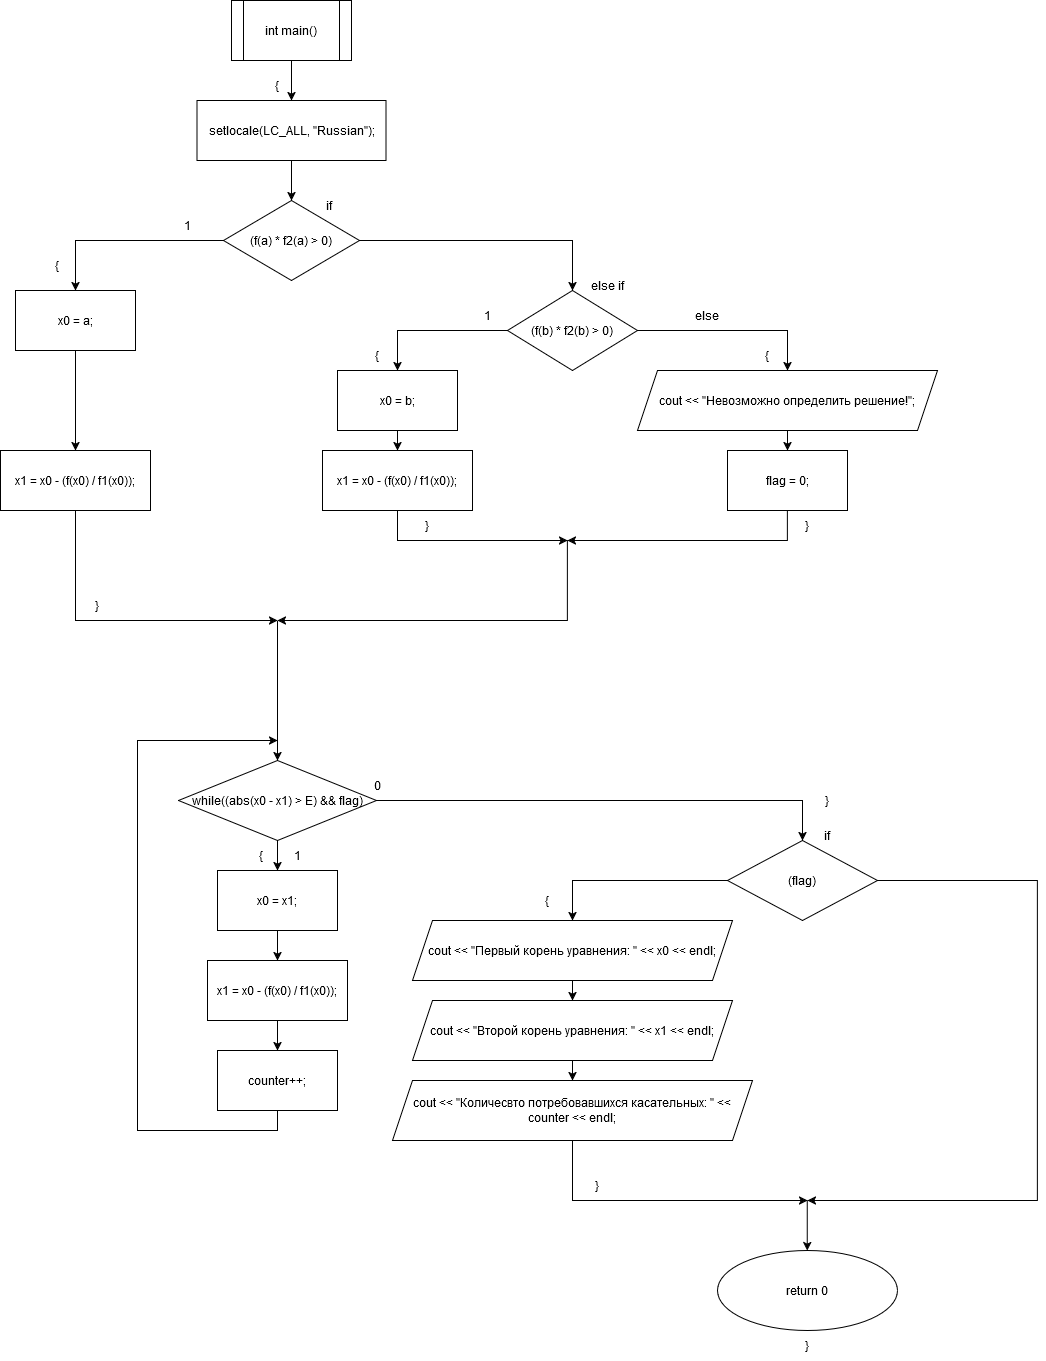 int main()
{
setlocale(LC_ALL, "Russian");
if
1
(f(a) * f2(a) > 0)
{
else if
x0 = a;
1
(f(b) * f2(b) > 0)
else
{
{
x0 = b;
cout << "Невозможно определить решение!";
x1 = x0 - (f(x0) / f1(x0));
x1 = x0 - (f(x0) / f1(x0));
flag = 0;
}
}
}
0
while((abs(x0 - x1) > E) && flag)
}
if
{
1
(flag)
x0 = x1;
{
cout << "Первый корень уравнения: " << x0 << endl;
x1 = x0 - (f(x0) / f1(x0));
cout << "Второй корень уравнения: " << x1 << endl;
counter++;
cout << "Количесвто потребовавшихся касательных: " <<
counter << endl;
}
return 0
}